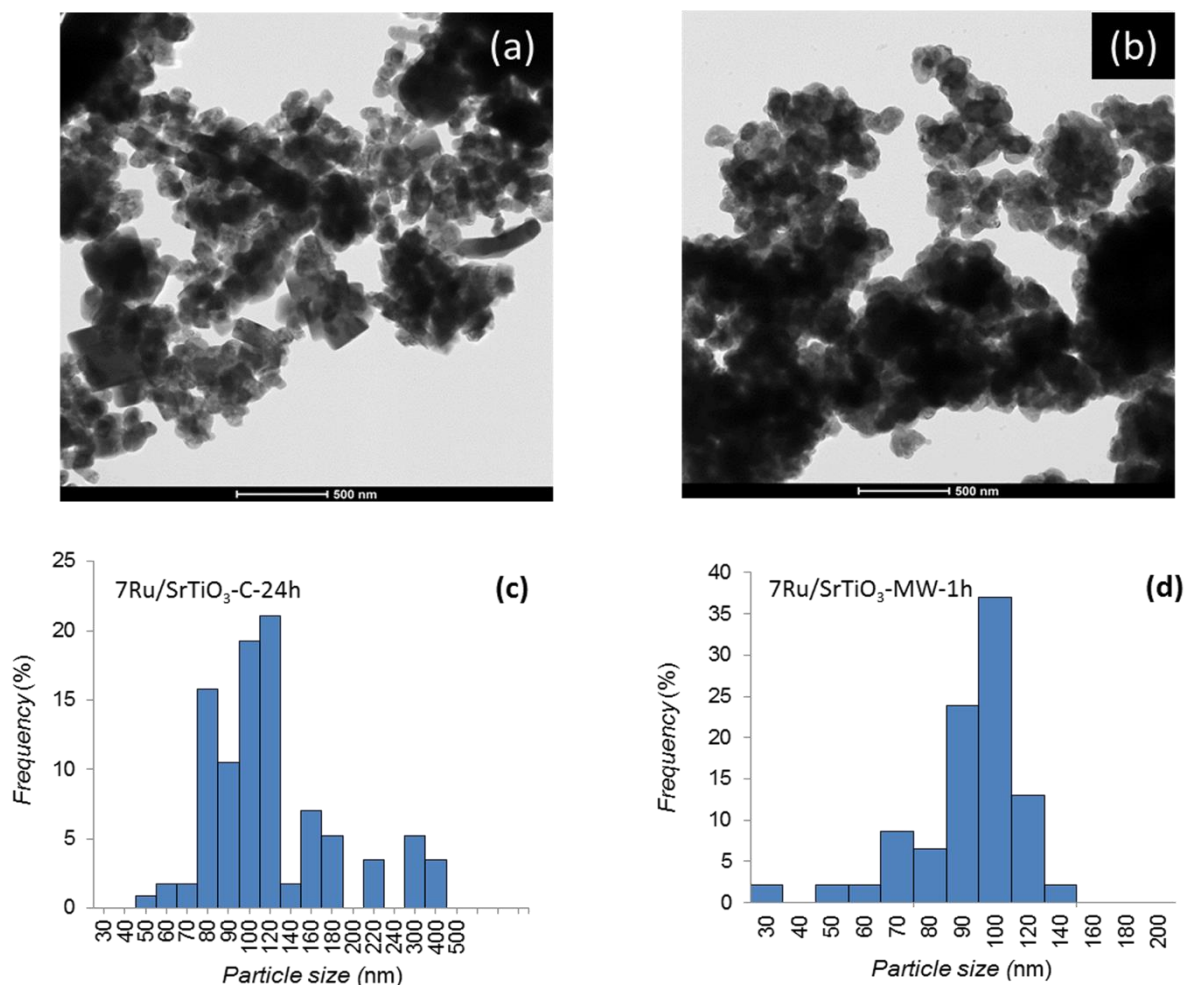 (a)
(b)
500 nm
500 nm
7Ru/SrTiO₃-C-24h
(c)
Frequency (%)
25
20
15
10
5
0
30 40 50 60 70 80 90 100 120 140 160 180 200 220 240 300 400 500
Particle size (nm)
7Ru/SrTiO₃-MW-1h
(d)
Frequency (%)
40
35
30
25
20
15
10
5
0
30 40 50 60 70 80 90 100 120 140 160 180 200
Particle size (nm)